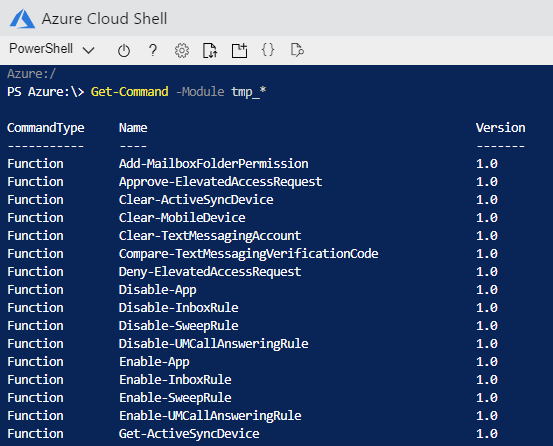 Azure Cloud Shell
PowerShell ? {}
Azure:/
PS Azure:\> Get-Command -Module tmp_*
CommandType Name Version
----------- ---- -------
Function Add-MailboxFolderPermission 1.0
Function Approve-ElevatedAccessRequest 1.0
Function Clear-ActiveSyncDevice 1.0
Function Clear-MobileDevice 1.0
Function Clear-TextMessagingAccount 1.0
Function Compare-TextMessagingVerificationCode 1.0
Function Deny-ElevatedAccessRequest 1.0
Function Disable-App 1.0
Function Disable-InboxRule 1.0
Function Disable-SweepRule 1.0
Function Disable-UMCallAnsweringRule 1.0
Function Enable-App 1.0
Function Enable-InboxRule 1.0
Function Enable-SweepRule 1.0
Function Enable-UMCallAnsweringRule 1.0
Function Get-ActiveSyncDevice 1.0